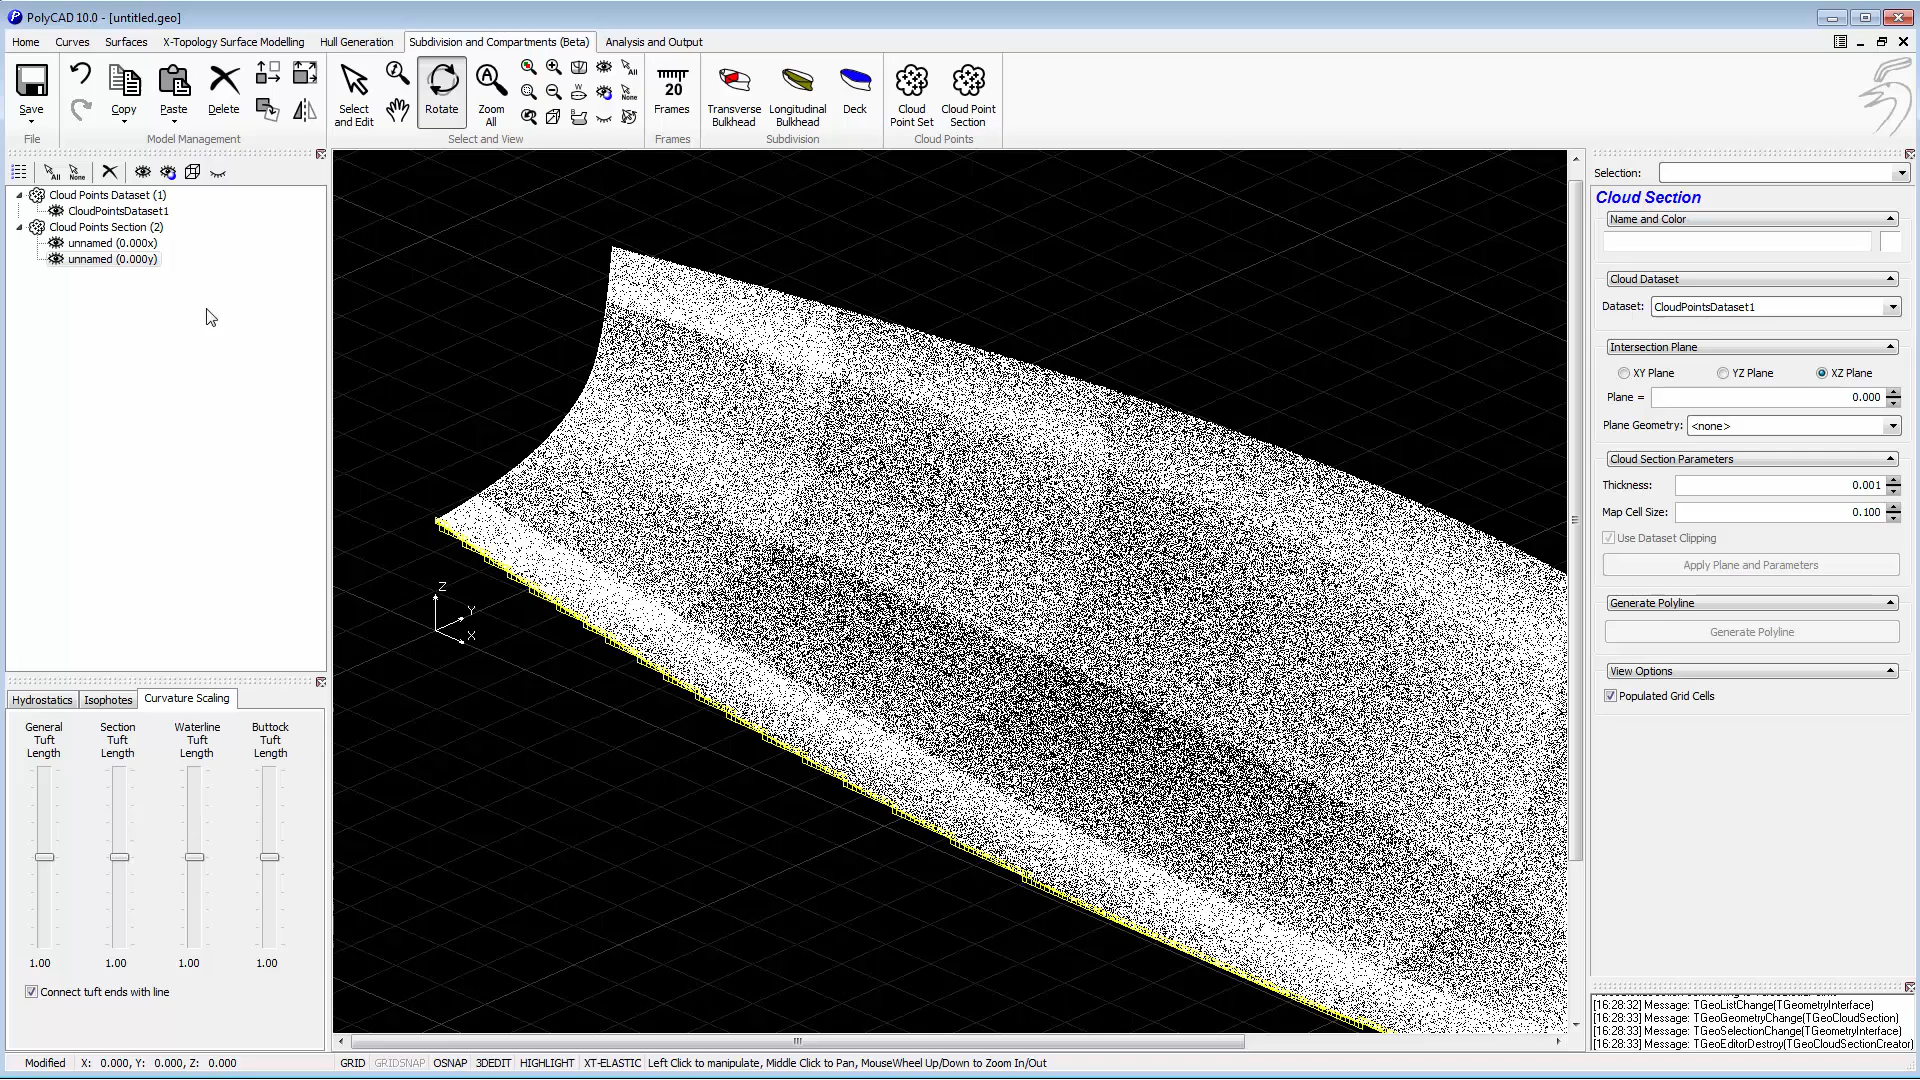 PolyCAD 10.0 - [untitled.geo]
Home Curves Surfaces X-Topology Surface Modelling Hull Generation Subdivision and Compartments (Beta) Analysis and Output
Save Copy Paste Delete Select and Edit Rotate Zoom All Frames Transverse Bulkhead Longitudinal Bulkhead Deck Cloud Point Set Cloud Point Section
20
All
None
W
File Model Management Select and View Frames Subdivision Cloud Points
All None
Cloud Points Dataset (1)
CloudPointsDataset1
Cloud Points Section (2)
unnamed (0.000x)
unnamed (0.000y)
Z
Y
X
Hydrostatics Isophotes Curvature Scaling
General Tuft Length Section Tuft Length Waterline Tuft Length Buttock Tuft Length
1.00 1.00 1.00 1.00
Connect tuft ends with line
Selection:
Cloud Section
Name and Color
Cloud Dataset
Dataset: CloudPointsDataset1
Intersection Plane
XY Plane YZ Plane XZ Plane
Plane = 0.000
Plane Geometry: <none>
Cloud Section Parameters
Thickness: 0.001
Map Cell Size: 0.100
Use Dataset Clipping
Apply Plane and Parameters
Generate Polyline
Generate Polyline
View Options
Populated Grid Cells
[16:28:32] Message: TGeoListChange(TGeometryInterface)
[16:28:33] Message: TGeoGeometryChange(TGeoCloudSection)
[16:28:33] Message: TGeoSelectionChange(TGeometryInterface)
[16:28:33] Message: TGeoEditorDestroy(TGeoCloudSectionCreator)
Modified X: 0.000, Y: 0.000, Z: 0.000 GRID GRIDSNAP OSNAP 3DEDIT HIGHLIGHT XT-ELASTIC Left Click to manipulate, Middle Click to Pan, MouseWheel Up/Down to Zoom In/Out